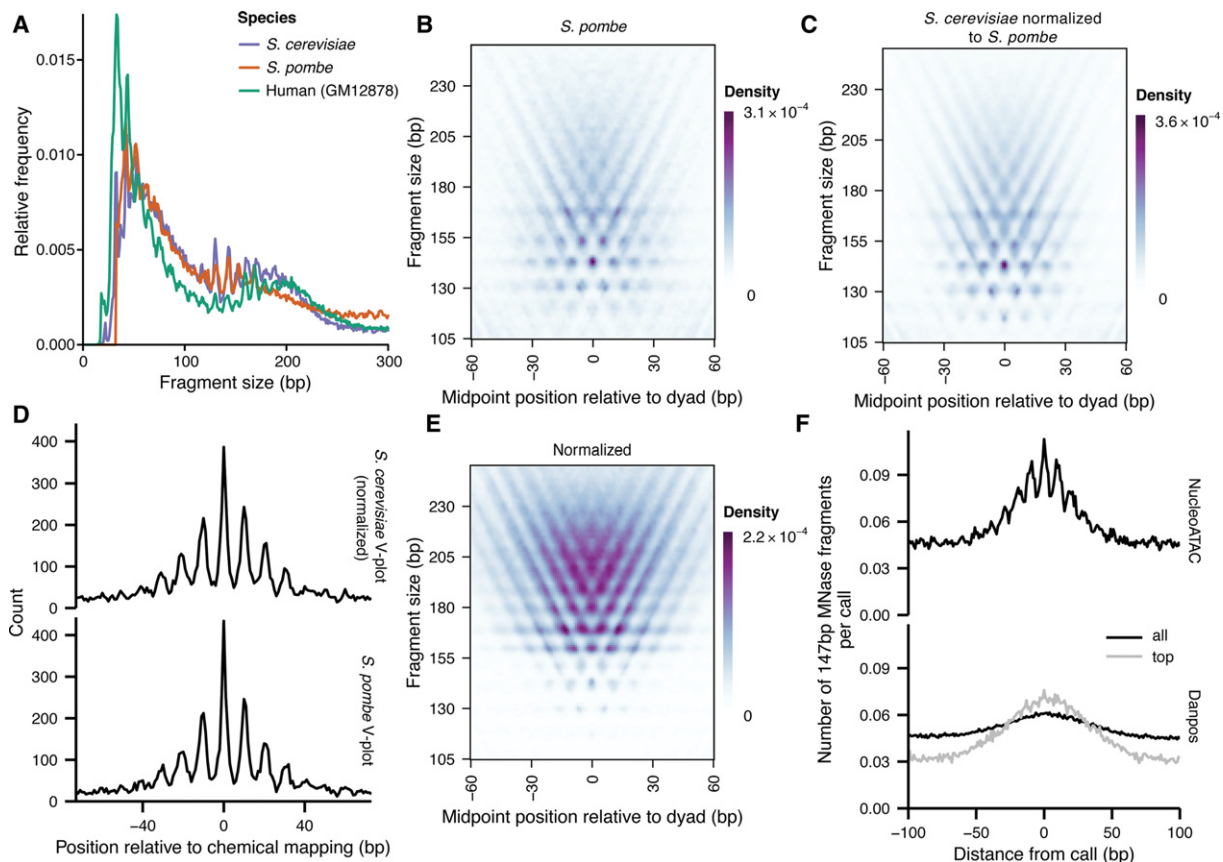 A
Species
S. cerevisiae
S. pombe
Human (GM12878)
Relative frequency
0.015
0.010
0.005
0.000
0
100
200
300
Fragment size (bp)
B
S. pombe
Fragment size (bp)
230
205
180
155
130
105
−60
−30
0
30
60
Midpoint position relative to dyad (bp)
Density
3.1 × 10⁻⁴
0
C
S. cerevisiae normalized
to S. pombe
Fragment size (bp)
230
205
180
155
130
105
−60
−30
0
30
60
Midpoint position relative to dyad (bp)
Density
3.6 × 10⁻⁴
0
D
Count
400
300
200
100
0
S. cerevisiae V-plot
(normalized)
400
300
200
100
0
S. pombe V-plot
−40
0
40
Position relative to chemical mapping (bp)
E
Normalized
Fragment size (bp)
230
205
180
155
130
105
−60
−30
0
30
60
Midpoint position relative to dyad (bp)
Density
2.2 × 10⁻⁴
0
F
Number of 147bp MNase fragments
per call
0.09
0.06
0.03
0.00
NucleoATAC
0.09
0.06
0.03
0.00
all
top
Danpos
−100
−50
0
50
100
Distance from call (bp)